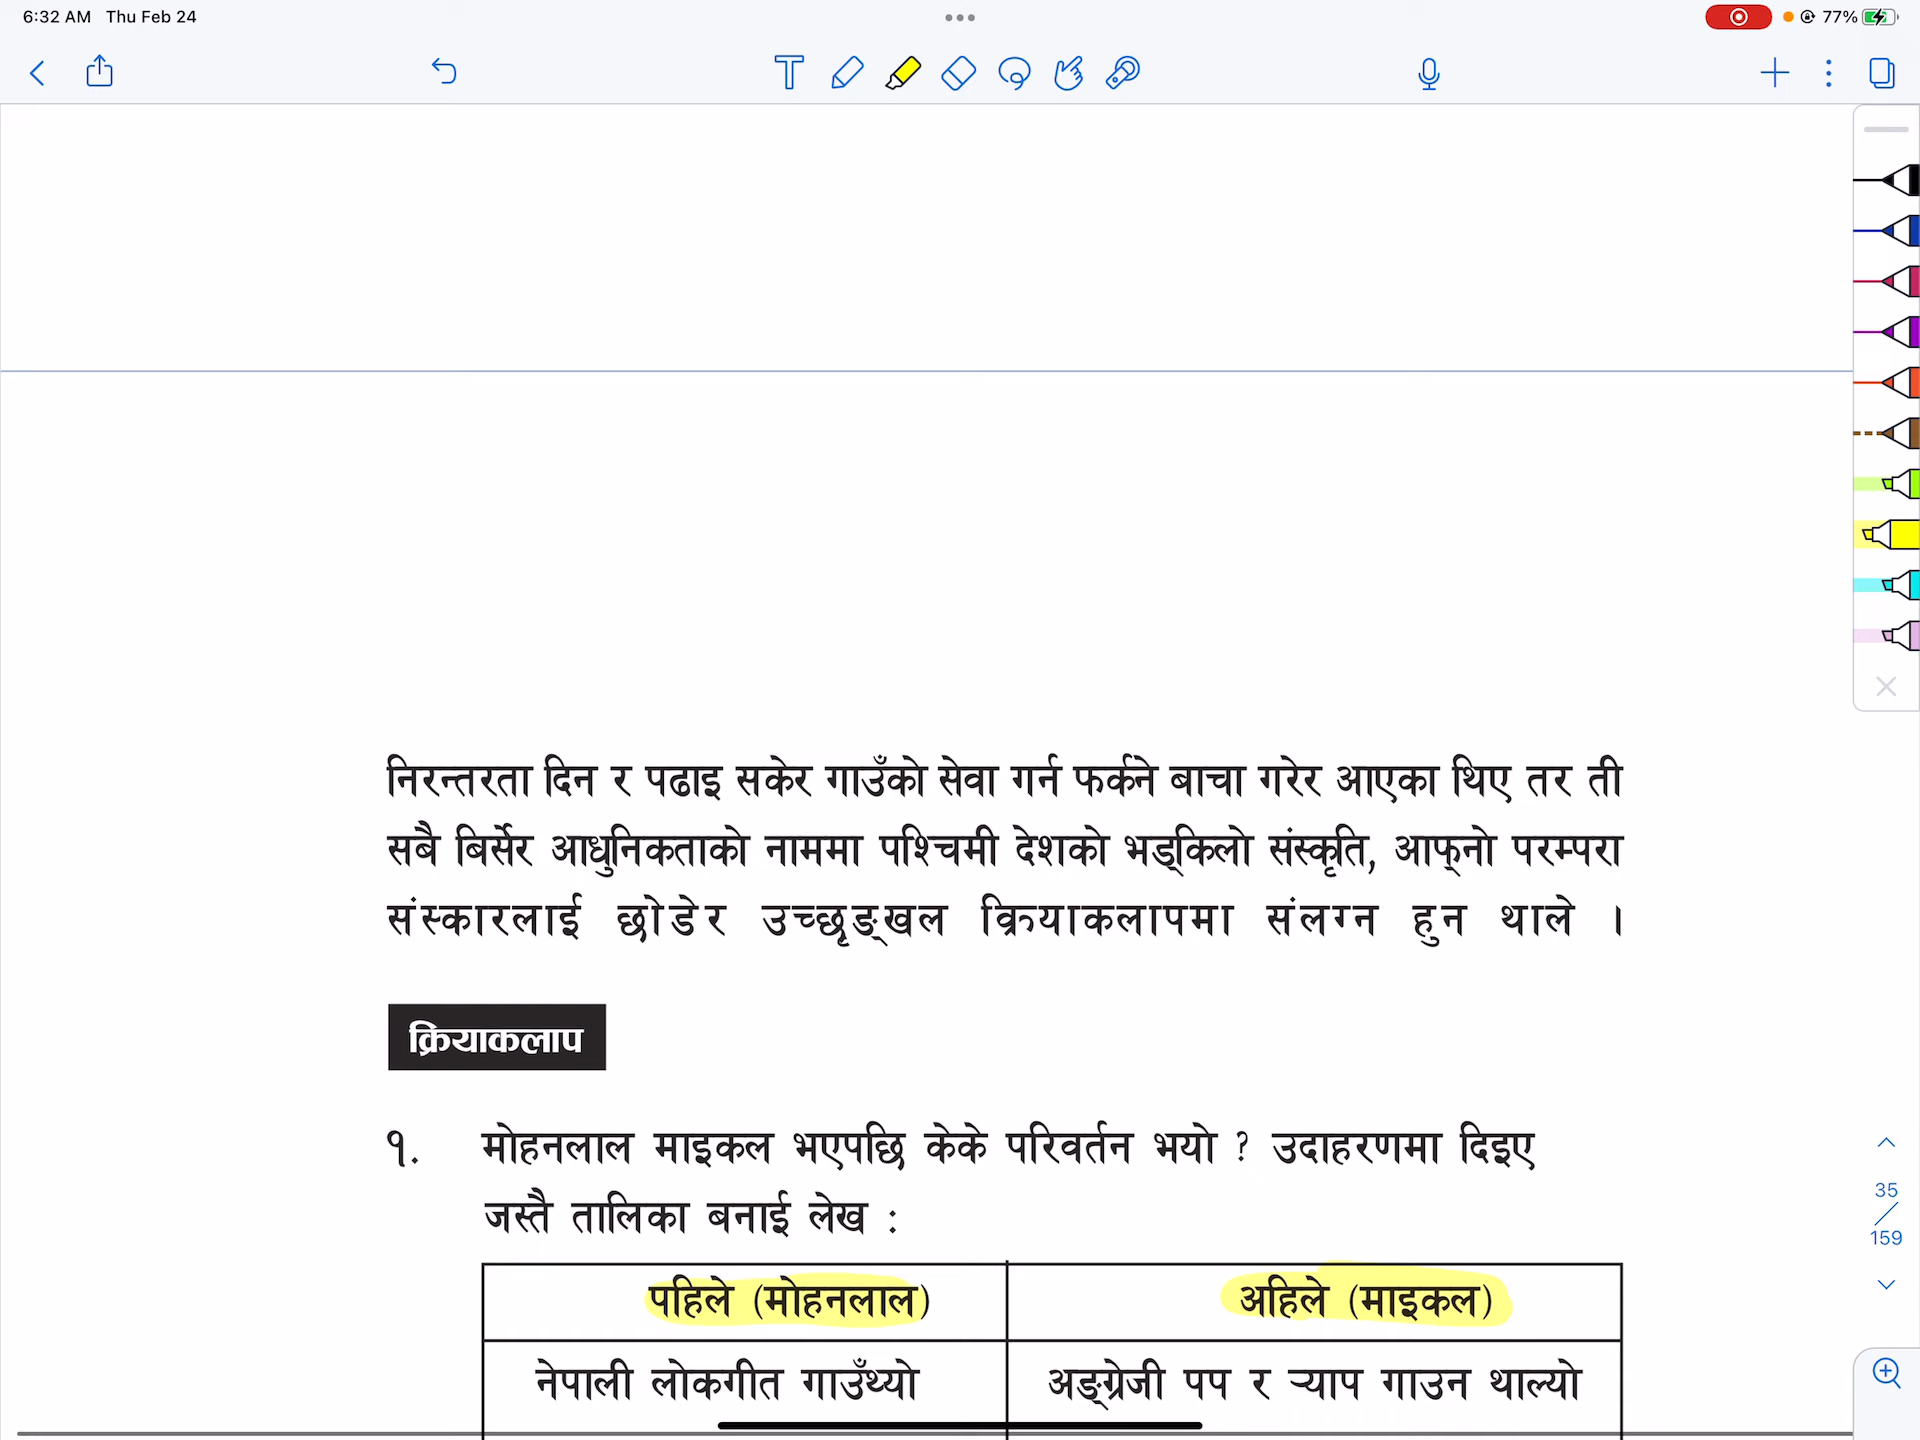 6:32 AM Thu Feb 24
77%
T
निरन्तरता दिन र पढाइ सकेर गाउँको सेवा गर्न फर्कने बाचा गरेर आएका थिए तर ती
सबै बिर्सेर आधुनिकताको नाममा पश्चिमी देशको भड्किलो संस्कृति, आफ्नो परम्परा
संस्कारलाई छोडेर उच्छृङ्खल क्रियाकलापमा संलग्न हुन थाले ।
क्रियाकलाप
१. मोहनलाल माइकल भएपछि केके परिवर्तन भयो ? उदाहरणमा दिइए
जस्तै तालिका बनाई लेख :
पहिले (मोहनलाल) अहिले (माइकल)
नेपाली लोकगीत गाउँथ्यो अङ्ग्रेजी पप र ऱ्याप गाउन थाल्यो
35
159